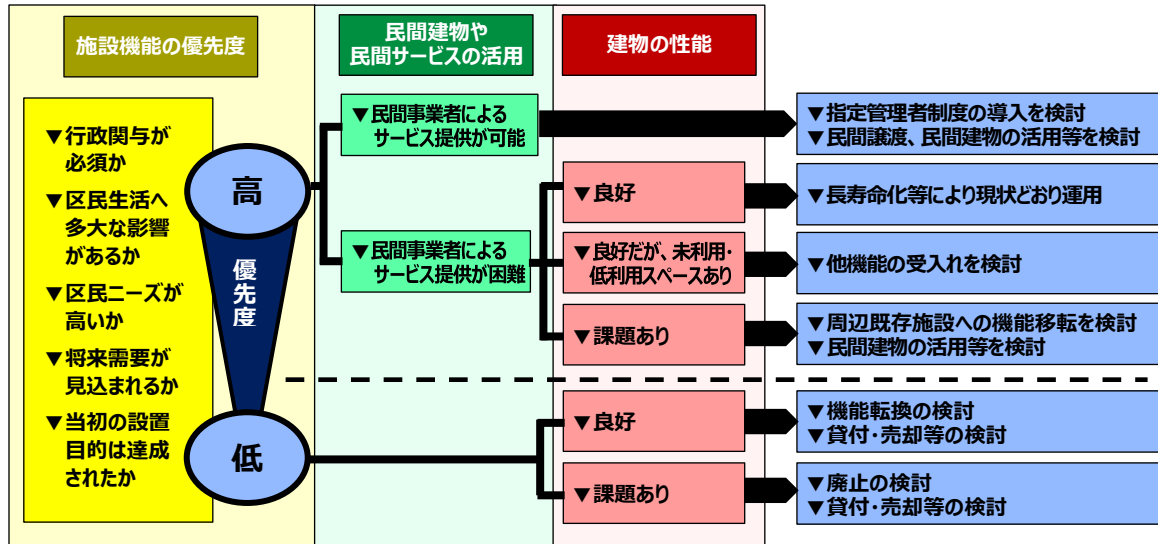 施設機能の優先度
民間建物や
民間サービスの活用
建物の性能
▼行政関与が
必須か
▼区民生活へ
多大な影響
があるか
▼区民ニーズが
高いか
▼将来需要が
見込まれるか
▼当初の設置
目的は達成
されたか
高
優先度
低
▼民間事業者による
サービス提供が可能
▼民間事業者による
サービス提供が困難
▼良好
▼良好だが、未利用・
低利用スペースあり
▼課題あり
▼良好
▼課題あり
▼指定管理者制度の導入を検討
▼民間譲渡、民間建物の活用等を検討
▼長寿命化等により現状どおり運用
▼他機能の受入れを検討
▼周辺既存施設への機能移転を検討
▼民間建物の活用等を検討
▼機能転換の検討
▼貸付・売却等の検討
▼廃止の検討
▼貸付・売却等の検討